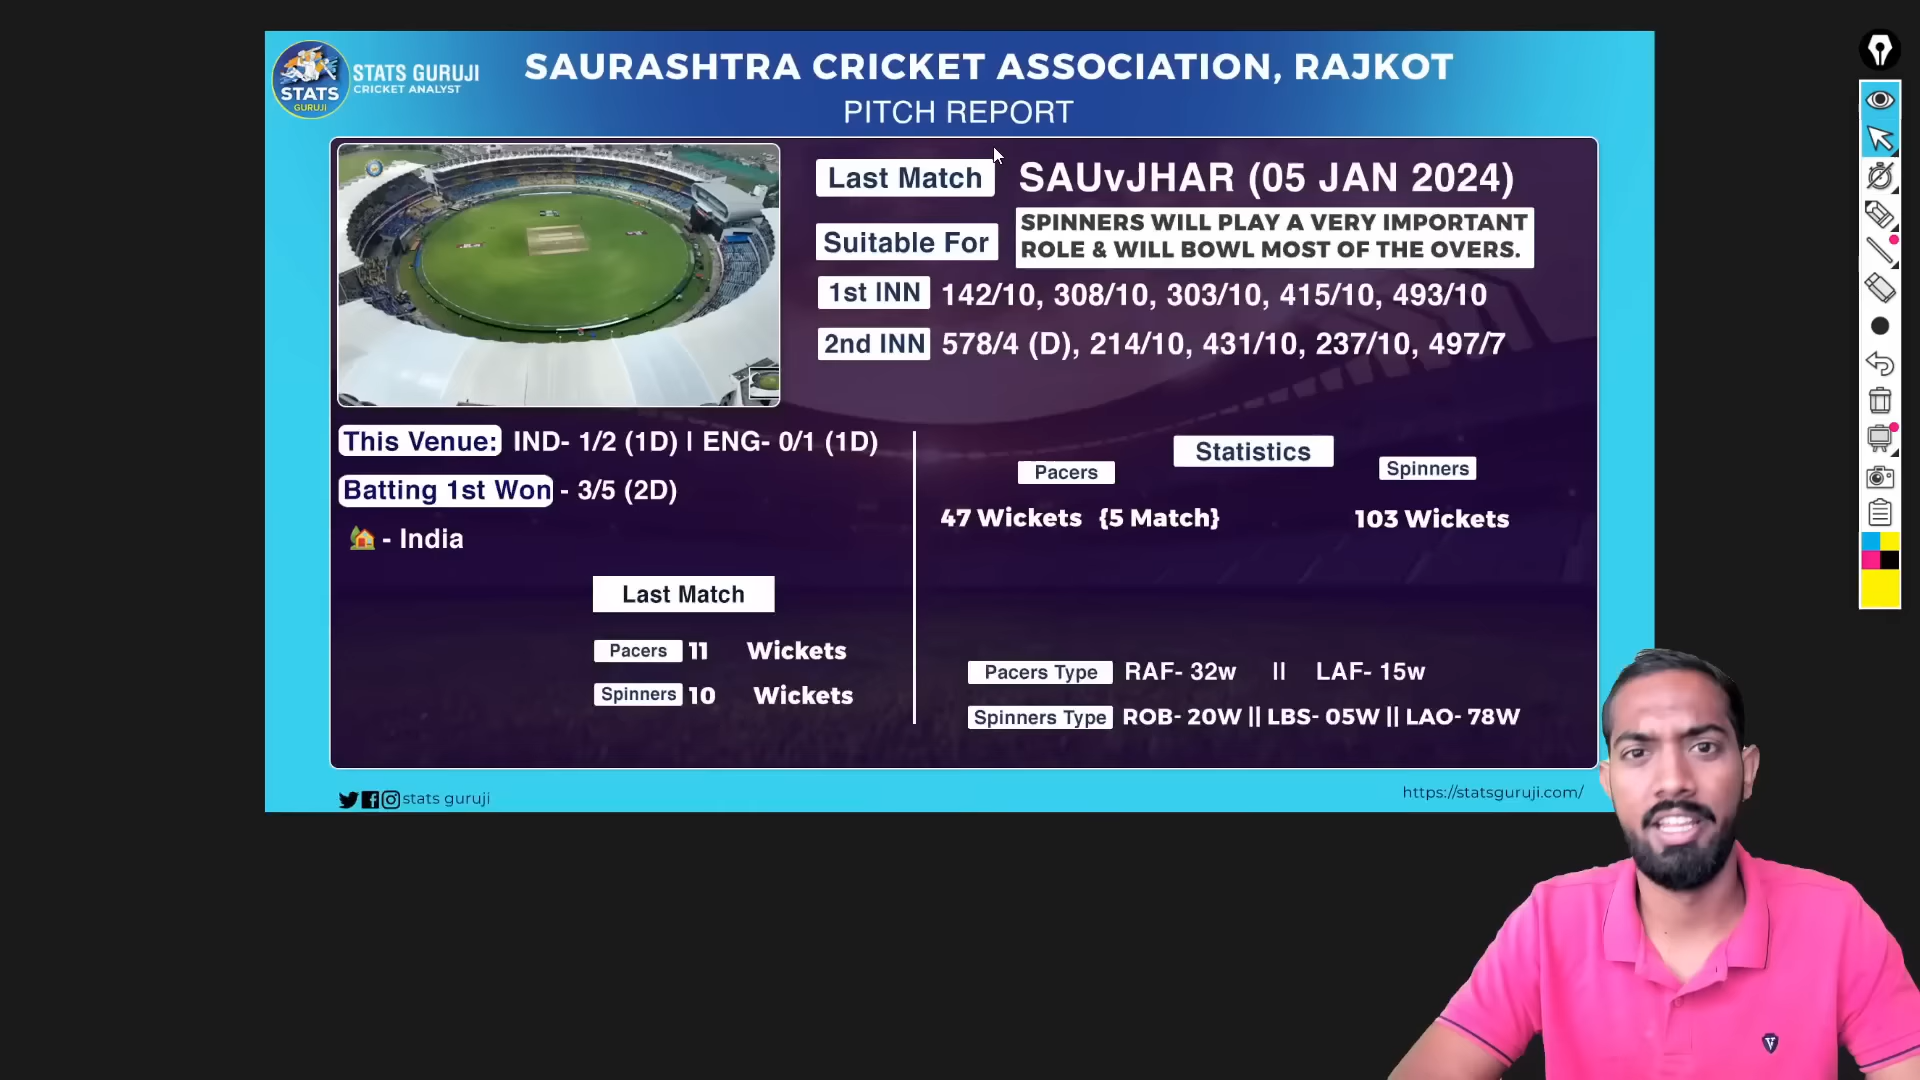 STATS
GURUJI
STATS GURUJI
CRICKET ANALYST
SAURASHTRA CRICKET ASSOCIATION, RAJKOT
PITCH REPORT
Last Match SAUvJHAR (05 JAN 2024)
Suitable For SPINNERS WILL PLAY A VERY IMPORTANT
ROLE & WILL BOWL MOST OF THE OVERS.
1st INN 142/10, 308/10, 303/10, 415/10, 493/10
2nd INN 578/4 (D), 214/10, 431/10, 237/10, 497/7
This Venue: IND- 1/2 (1D) | ENG- 0/1 (1D)
Batting 1st Won - 3/5 (2D)
- India
Last Match
Pacers 11 Wickets
Spinners 10 Wickets
Statistics
Pacers Spinners
47 Wickets {5 Match} 103 Wickets
Pacers Type RAF- 32w || LAF- 15w
Spinners Type ROB- 20W || LBS- 05W || LAO- 78W
stats guruji
https://statsguruji.com/